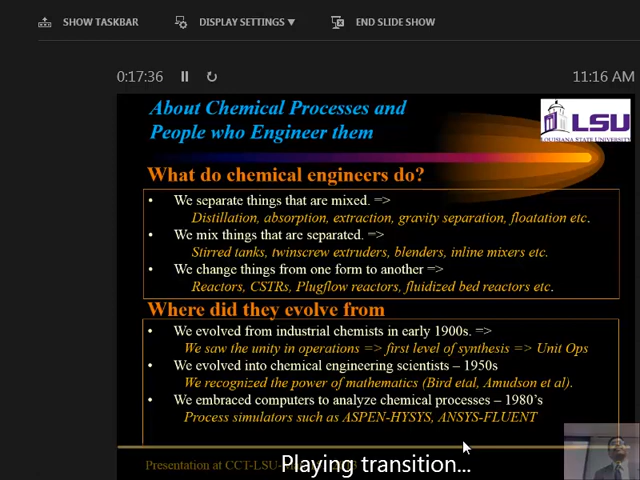 SHOW TASKBAR DISPLAY SETTINGS ▼ END SLIDE SHOW
0:17:36 11:16 AM
About Chemical Processes and
People who Engineer them
LSU
LOUISIANA STATE UNIVERSITY
What do chemical engineers do?
• We separate things that are mixed. =>
Distillation, absorption, extraction, gravity separation, floatation etc.
• We mix things that are separated. =>
Stirred tanks, twinscrew extruders, blenders, inline mixers etc.
• We change things from one form to another =>
Reactors, CSTRs, Plugflow reactors, fluidized bed reactors etc.
Where did they evolve from
• We evolved from industrial chemists in early 1900s. =>
We saw the unity in operations => first level of synthesis => Unit Ops
• We evolved into chemical engineering scientists – 1950s
We recognized the power of mathematics (Bird etal, Amudson et al).
• We embraced computers to analyze chemical processes – 1980's
Process simulators such as ASPEN-HYSYS, ANSYS-FLUENT
Presentation at CCT-LSU
Playing transition...